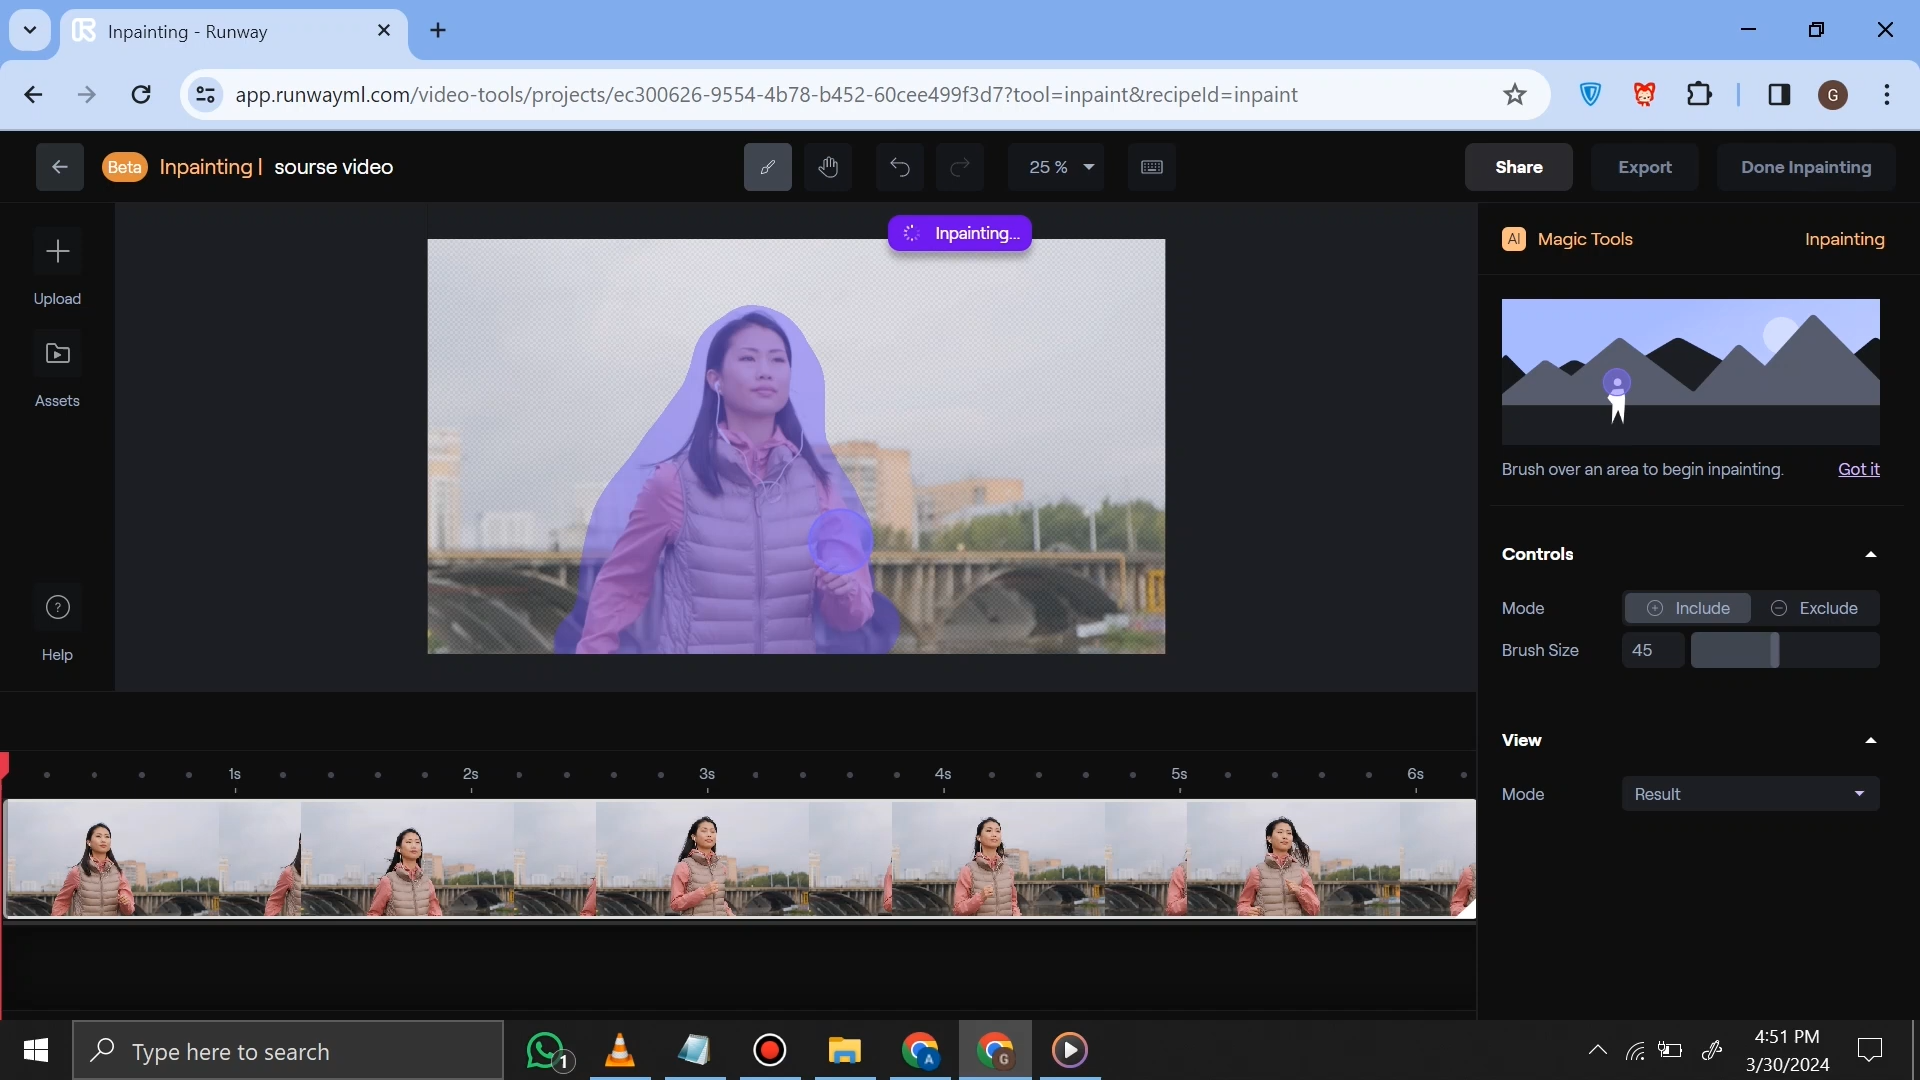 Inpainting - Runway
app.runwayml.com/video-tools/projects/ec300626-9554-4b78-b452-60cee499f3d7?tool=inpaint&recipeId=inpaint
G
Beta Inpainting | sourse video
25 %
Share
Export
Done Inpainting
Inpainting...
Upload
Assets
Help
AI Magic Tools
Inpainting
Brush over an area to begin inpainting.
Got it
Controls
Mode
Include
Exclude
Brush Size
45
View
Mode
Result
1s
2s
3s
4s
5s
6s
Type here to search
1
A
G
4:51 PM
3/30/2024